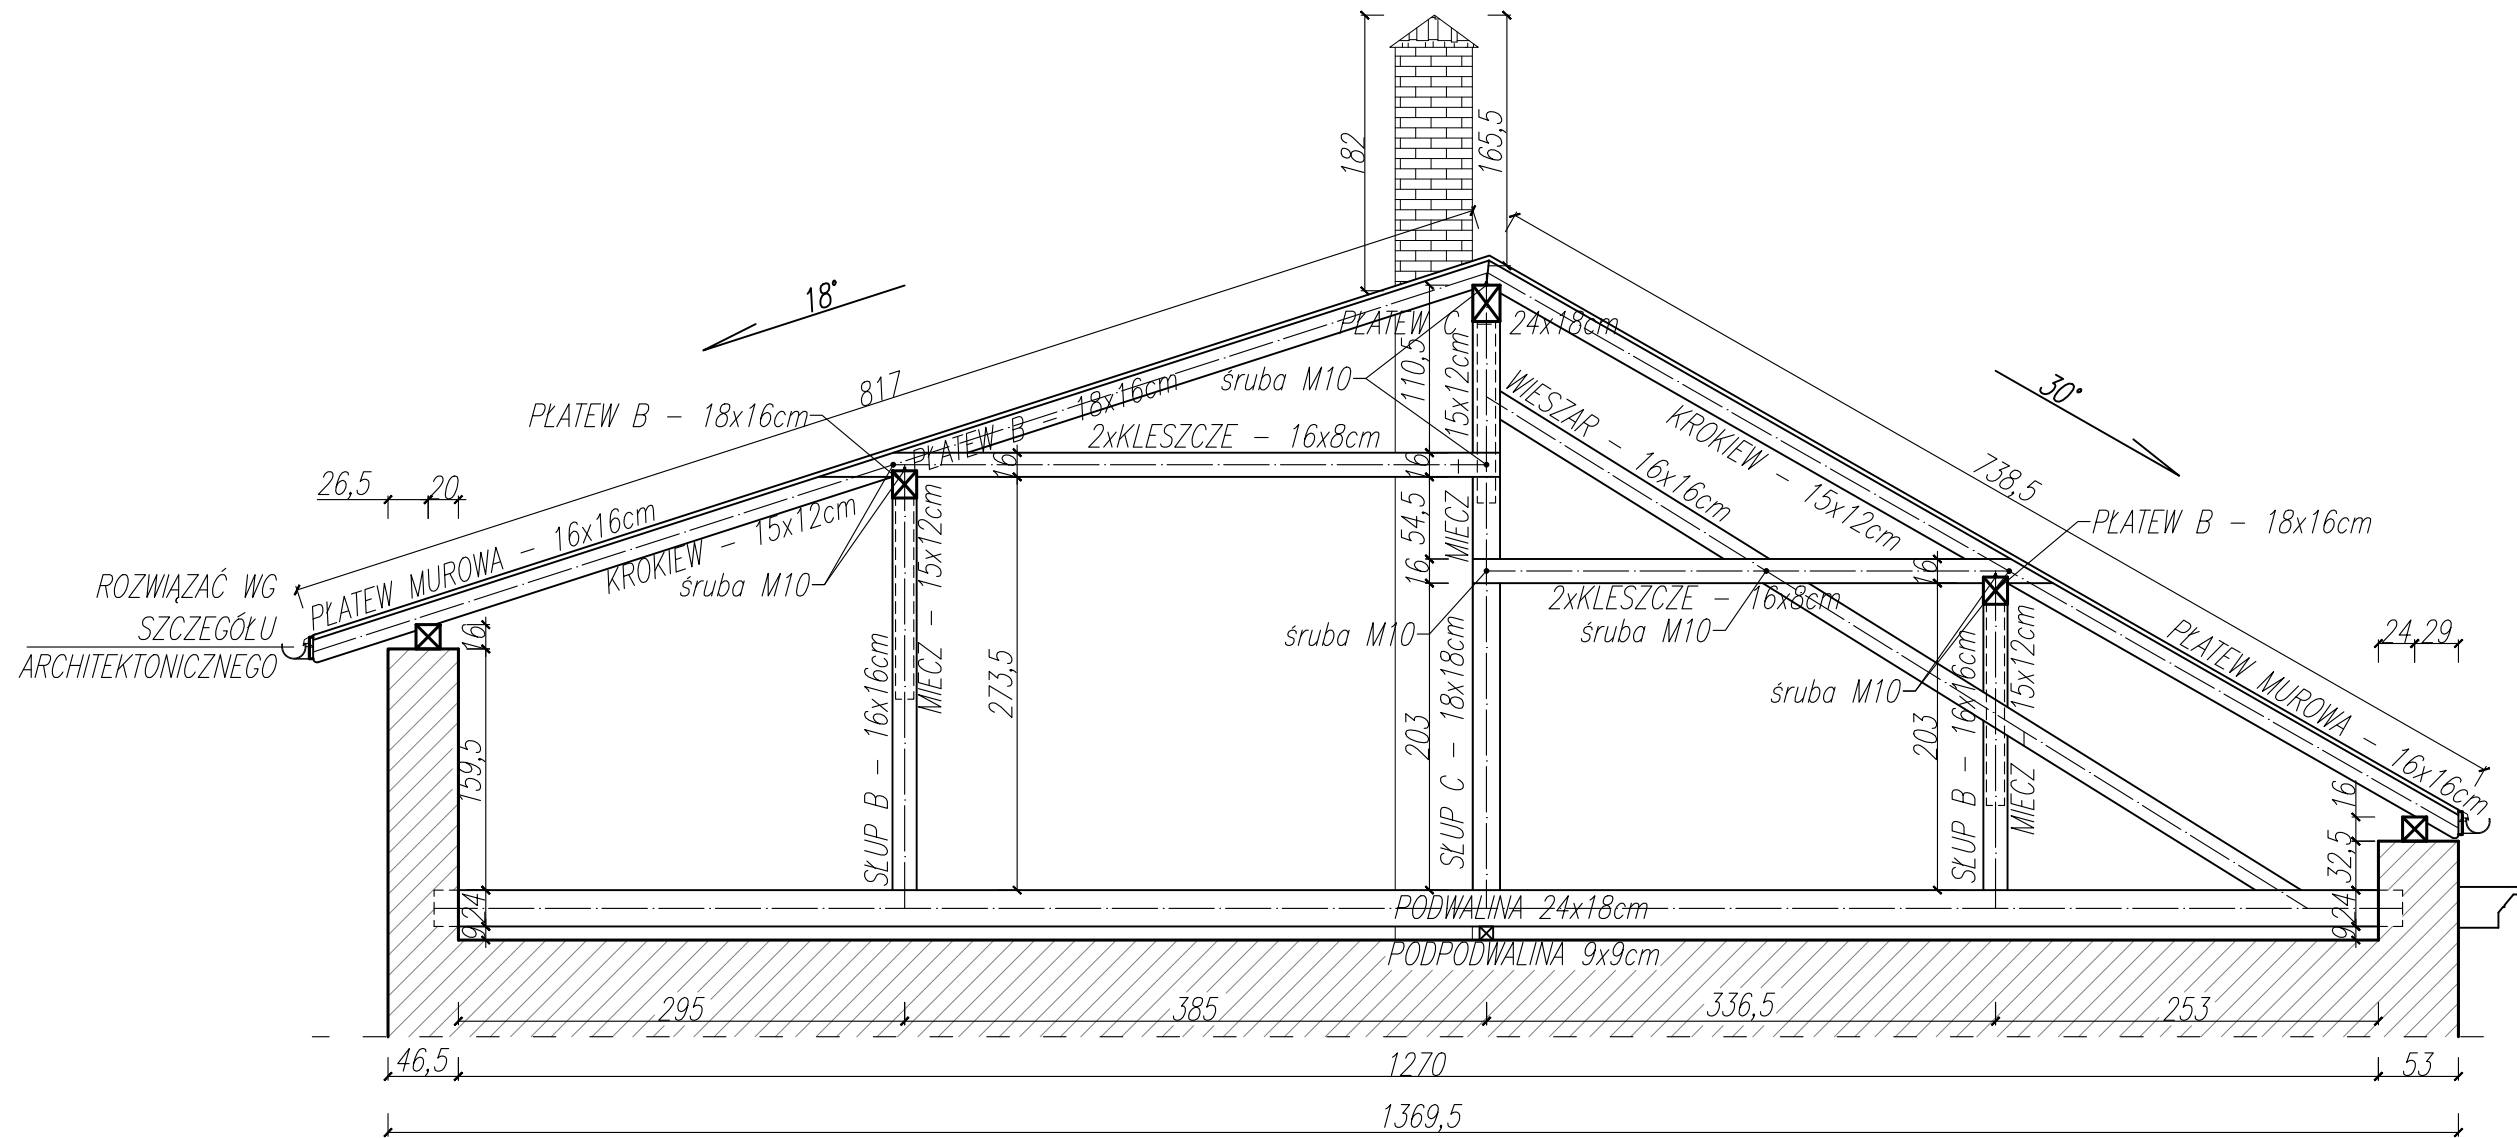 182
165,5
18°
30°
817
738,5
PŁATEW C
24x18cm
110,5
15x12cm
śruba M10
PŁATEW B - 18x16cm
PŁATEW B - 18x16cm
2xKLESZCZE - 16x8cm
16
16
WIESZAR - 16x16cm
KROKIEW - 15x12cm
26,5
20
PŁATEW MUROWA - 16x16cm
KROKIEW - 15x12cm
śruba M10
MIECZ - 15x12cm
54,5
MIECZ
PŁATEW B - 18x16cm
ROZWIĄZAĆ WG
SZCZEGÓŁU
ARCHITEKTONICZNEGO
16
16
16
2xKLESZCZE - 16x8cm
śruba M10
śruba M10
śruba M10
24
29
PŁATEW MUROWA - 16x16cm
SŁUP B - 16x16cm
273,5
203
SŁUP C - 18x18cm
203
SŁUP B - 16x16cm
MIECZ - 15x12cm
159,5
16
32,5
24
9
24
9
PODWALINA 24x18cm
PODPODWALINA 9x9cm
295
385
336,5
253
46,5
1270
53
1369,5